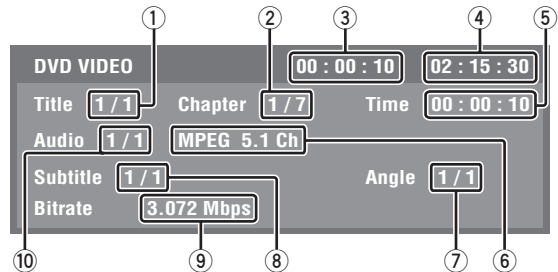 ① ② ③ ④ ⑤
DVD VIDEO 00 : 00 : 10 02 : 15 : 30
Title 1 / 1 Chapter 1 / 7 Time 00 : 00 : 10
Audio 1 / 1 MPEG 5.1 Ch
Subtitle 1 / 1 Angle 1 / 1
Bitrate 3.072 Mbps
⑩ ⑨ ⑧ ⑦ ⑥